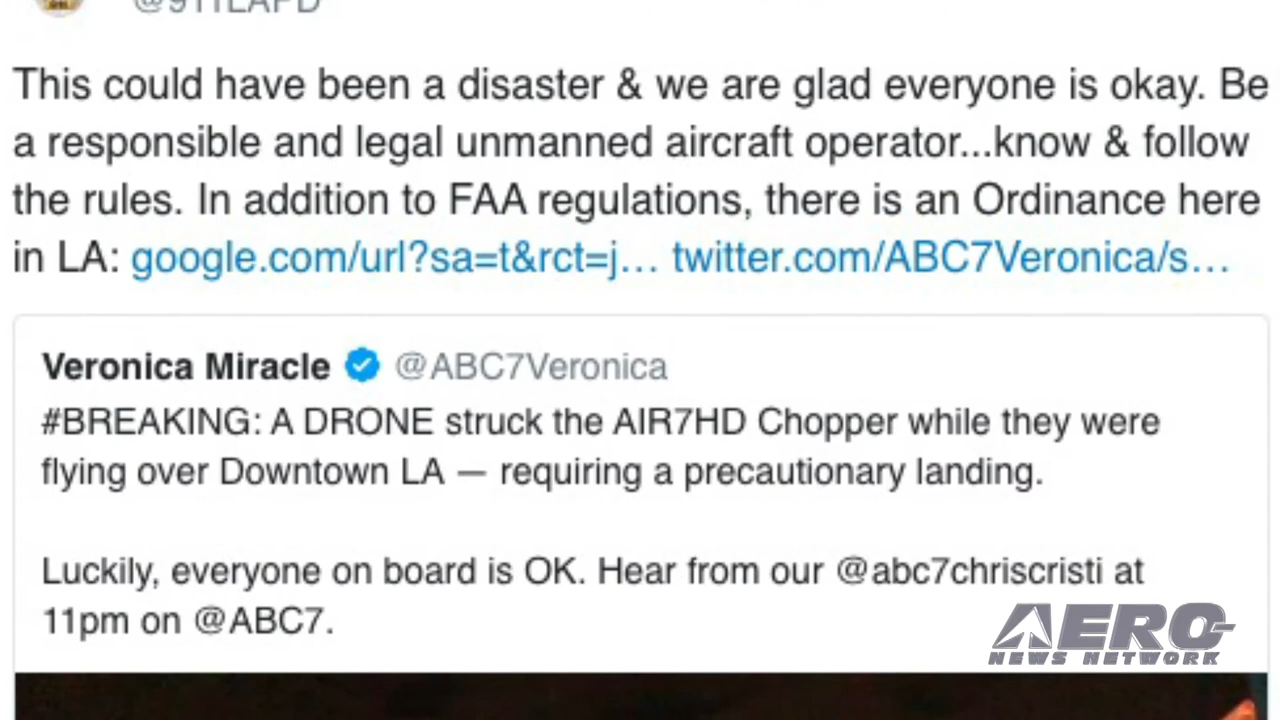 @911LAPD
This could have been a disaster & we are glad everyone is okay. Be
a responsible and legal unmanned aircraft operator...know & follow
the rules. In addition to FAA regulations, there is an Ordinance here
in LA: google.com/url?sa=t&rct=j... twitter.com/ABC7Veronica/s...
Veronica Miracle @ABC7Veronica
#BREAKING: A DRONE struck the AIR7HD Chopper while they were
flying over Downtown LA — requiring a precautionary landing.
Luckily, everyone on board is OK. Hear from our @abc7chriscristi at
11pm on @ABC7.
AERO
NEWS NETWORK